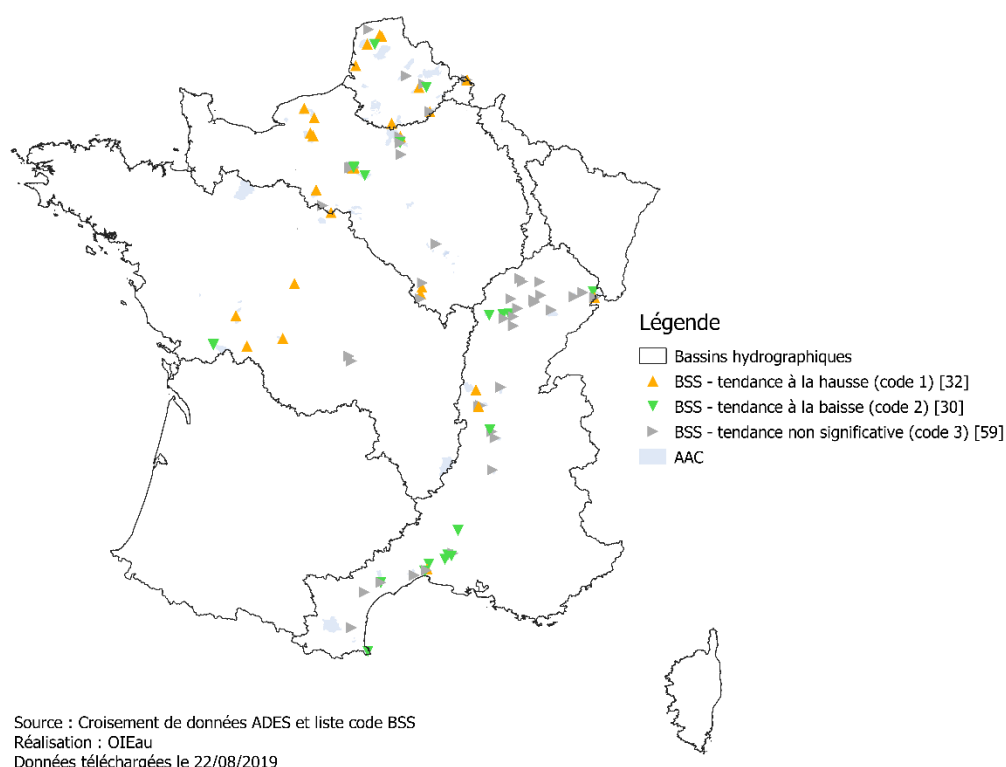 Légende
Bassins hydrographiques
BSS - tendance à la hausse (code 1) [32]
BSS - tendance à la baisse (code 2) [30]
BSS - tendance non significative (code 3) [59]
AAC
Source : Croisement de données ADES et liste code BSS
Réalisation : OIEau
Données téléchargées le 22/08/2019